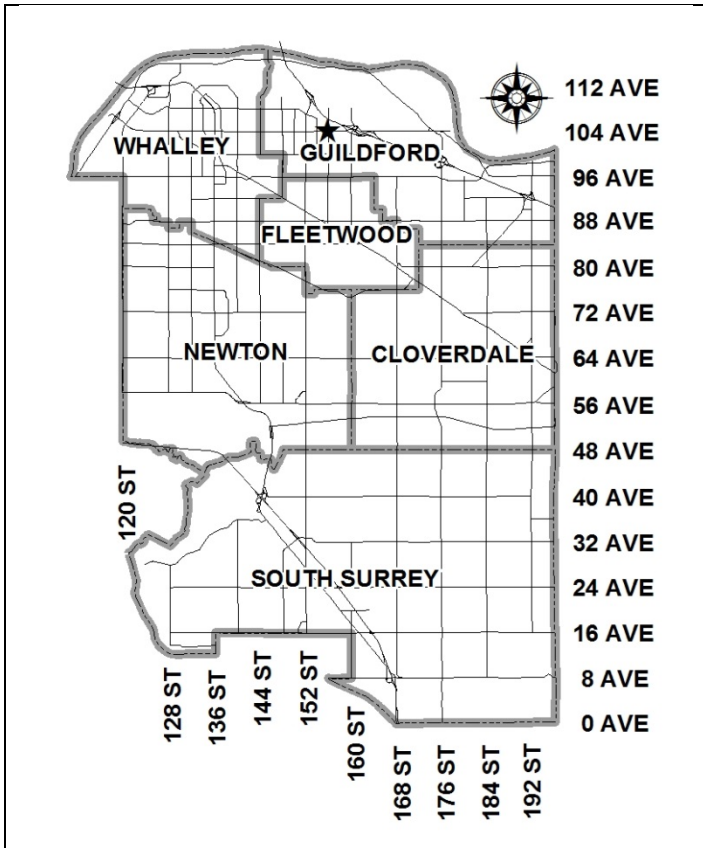 112 AVE
104 AVE
WHALLEY
GUILDFORD
96 AVE
88 AVE
FLEETWOOD
80 AVE
72 AVE
NEWTON
CLOVERDALE
64 AVE
56 AVE
48 AVE
120 ST
40 AVE
32 AVE
SOUTH SURREY
24 AVE
16 AVE
8 AVE
0 AVE
128 ST
136 ST
144 ST
152 ST
160 ST
168 ST
176 ST
184 ST
192 ST